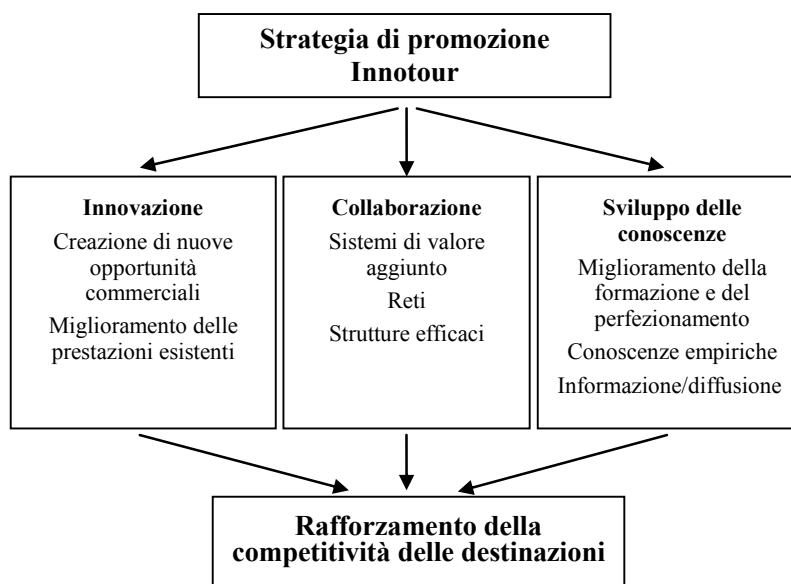 Strategia di promozione
Innotour
Innovazione
Creazione di nuove
opportunità
commerciali
Miglioramento delle
prestazioni esistenti
Collaborazione
Sistemi di valore
aggiunto
Reti
Strutture efficaci
Sviluppo delle
conoscenze
Miglioramento della
formazione e del
perfezionamento
Conoscenze empiriche
Informazione/diffusione
Rafforzamento della
competitività delle destinazioni